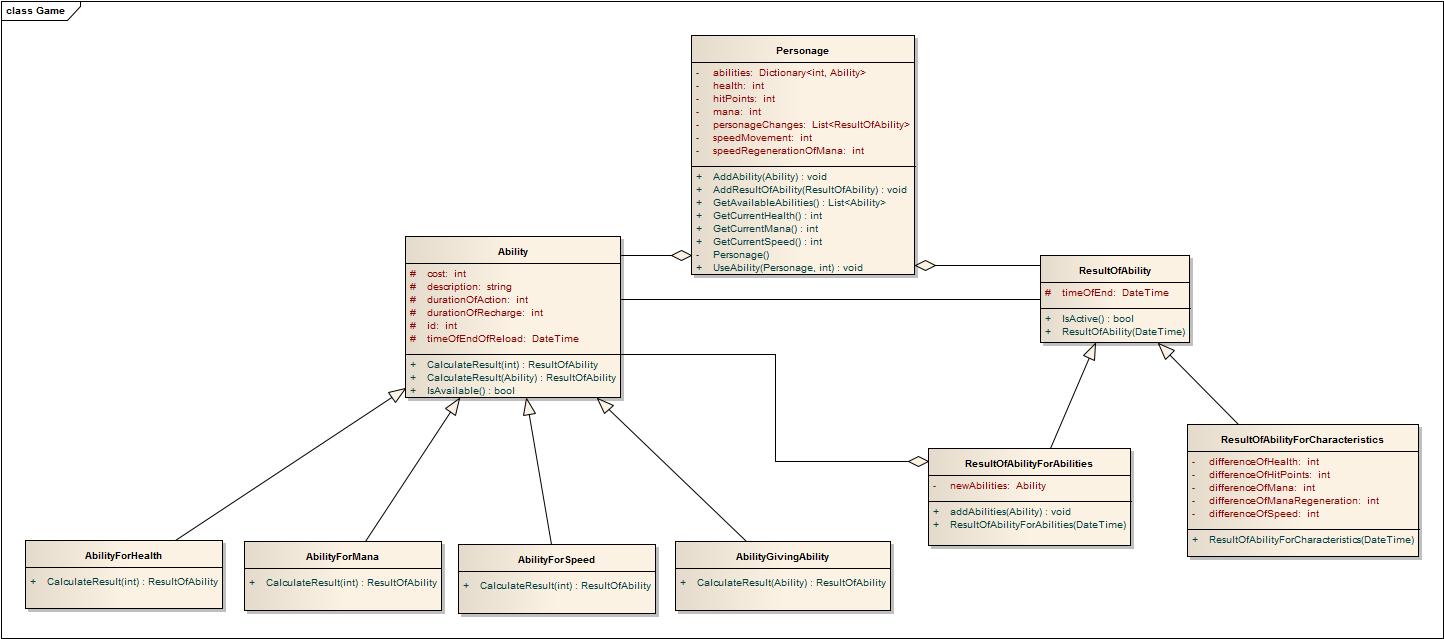 class Game
Personage
- abilities: Dictionary<int, Ability>
- health: int
- hitPoints: int
- mana: int
- personageChanges: List<ResultOfAbility>
- speedMovement: int
- speedRegenerationOfMana: int
+ AddAbility(Ability) : void
+ AddResultOfAbility(ResultOfAbility) : void
+ GetAvailableAbilities() : List<Ability>
+ GetCurrentHealth() : int
+ GetCurrentMana() : int
+ GetCurrentSpeed() : int
- Personage()
+ UseAbility(Personage, int) : void
Ability
# cost: int
# description: string
# durationOfAction: int
# durationOfRecharge: int
# id: int
# timeOfEndOfReload: DateTime
+ CalculateResult(int) : ResultOfAbility
+ CalculateResult(Ability) : ResultOfAbility
+ IsAvailable() : bool
ResultOfAbility
# timeOfEnd: DateTime
+ IsActive() : bool
+ ResultOfAbility(DateTime)
ResultOfAbilityForAbilities
- newAbilities: Ability
+ addAbilities(Ability) : void
+ ResultOfAbilityForAbilities(DateTime)
ResultOfAbilityForCharacteristics
- differenceOfHealth: int
- differenceOfHitPoints: int
- differenceOfMana: int
- differenceOfManaRegeneration: int
- differenceOfSpeed: int
+ ResultOfAbilityForCharacteristics(DateTime)
AbilityForHealth
+ CalculateResult(int) : ResultOfAbility
AbilityForMana
+ CalculateResult(int) : ResultOfAbility
AbilityForSpeed
+ CalculateResult(int) : ResultOfAbility
AbilityGivingAbility
+ CalculateResult(Ability) : ResultOfAbility